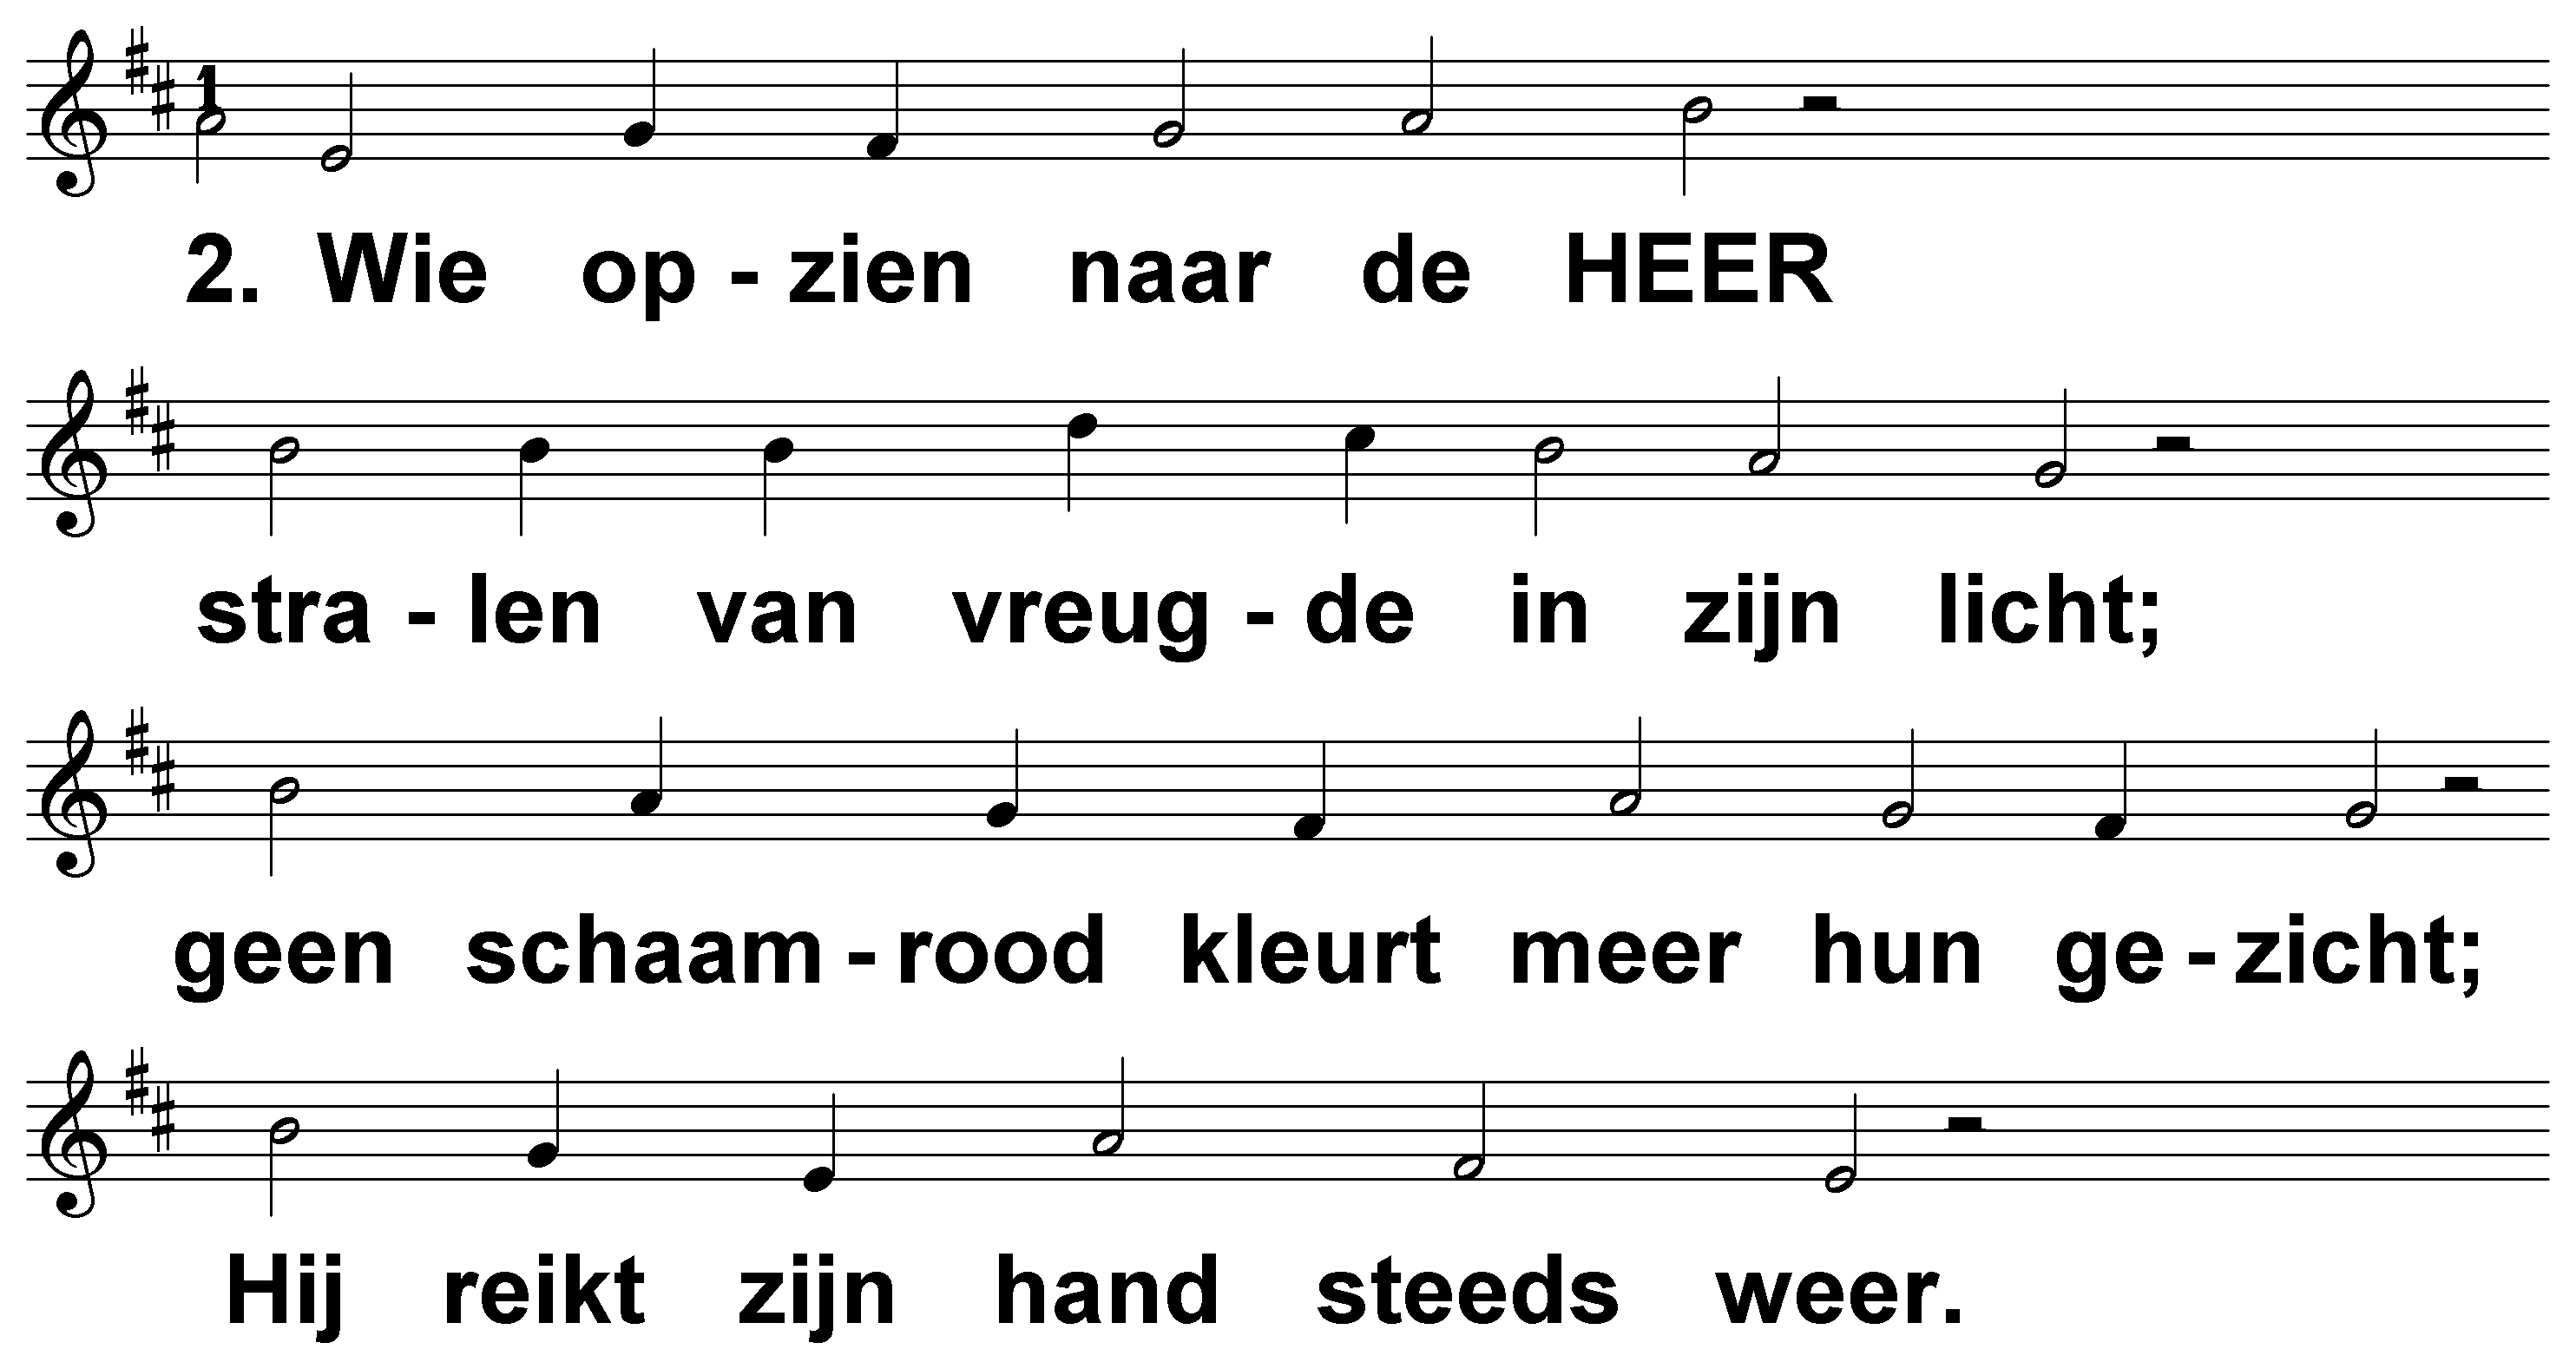 1
2. Wie op - zien naar de HEER
stra - len van vreug - de in zijn licht;
geen schaam - rood kleurt meer hun ge - zicht;
Hij reikt zijn hand steeds weer.